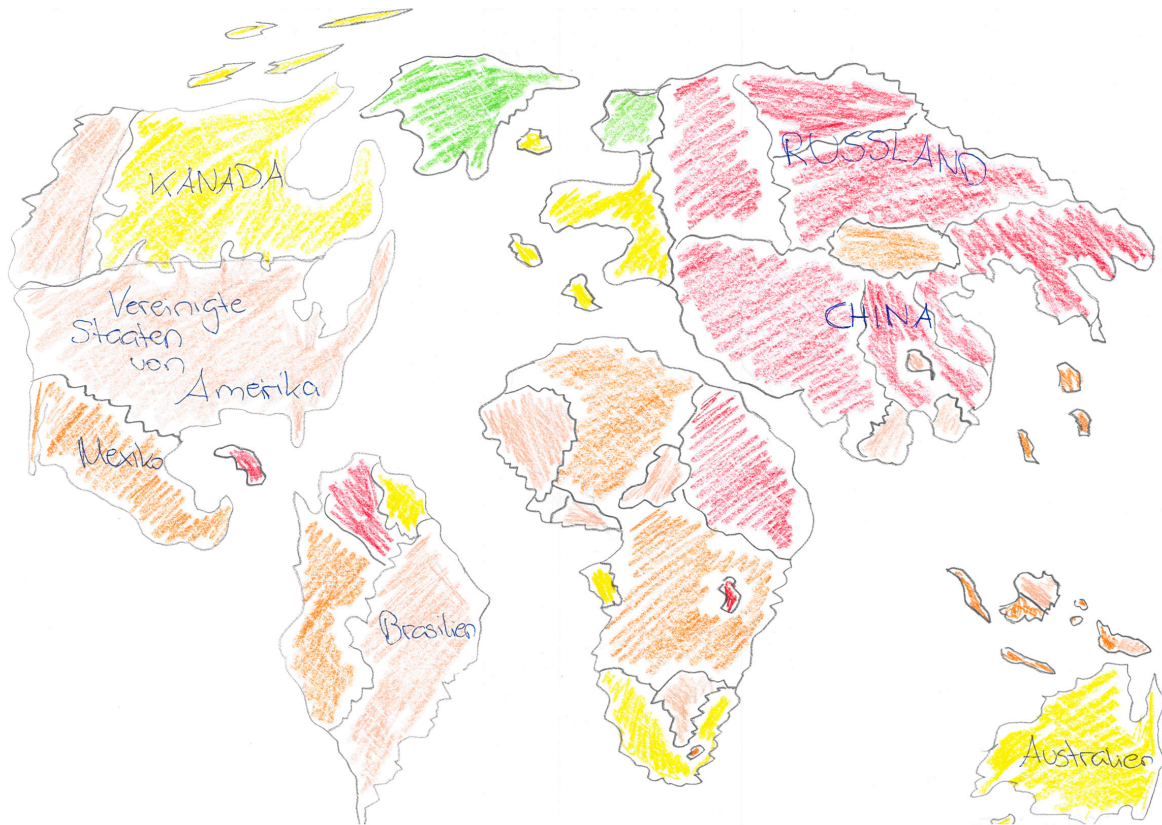 KANADA
RUSSLAND
Vereinigte
Staaten
von
Amerika
CHINA
Mexiko
Brasilien
Australien